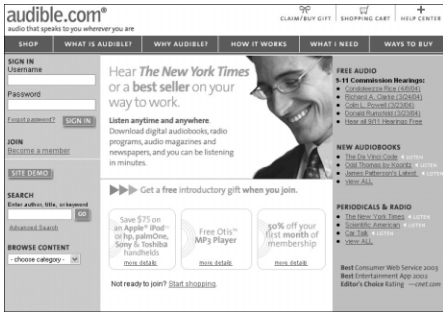 audible.com®
audio that speaks to you wherever you are
CLAIM/BUY GIFT
SHOPPING CART
HELP CENTER
SHOP
WHAT IS AUDIBLE?
WHY AUDIBLE?
HOW IT WORKS
WHAT I NEED
WAYS TO BUY
SIGN IN
Username
Password
Forgot password?
SIGN IN
JOIN
Become a member
SITE DEMO
SEARCH
Enter author, title, or keyword
GO
Advanced Search
BROWSE CONTENT
- choose category -
Hear The New York Times
or a best seller on your
way to work.
Listen anytime and anywhere.
Download digital audiobooks, radio
programs, audio magazines and
newspapers, and you can be listening
in minutes.
Get a free introductory gift when you join.
Save $75 on
an Apple® iPod™
or hp, palmOne,
Sony & Toshiba
handhelds
more details
Free Otis™
MP3 Player
more details
50% off your
first month of
membership
more details
Not ready to join? Start shopping.
FREE AUDIO
9-11 Commission Hearings:
Condoleezza Rice (4/8/04)
Richard A. Clarke (3/24/04)
Colin L. Powell (3/23/04)
Donald Rumsfeld (3/23/04)
Hear all 9/11 Hearings Free
NEW AUDIOBOOKS
The Da Vinci Code LISTEN
Odd Thomas by Koontz LISTEN
James Patterson's Latest LISTEN
view ALL
PERIODICALS & RADIO
The New York Times LISTEN
Scientific American LISTEN
Car Talk LISTEN
view ALL
Best Consumer Web Service 2003
Best Entertainment App 2002
Editor's Choice Rating —cnet.com